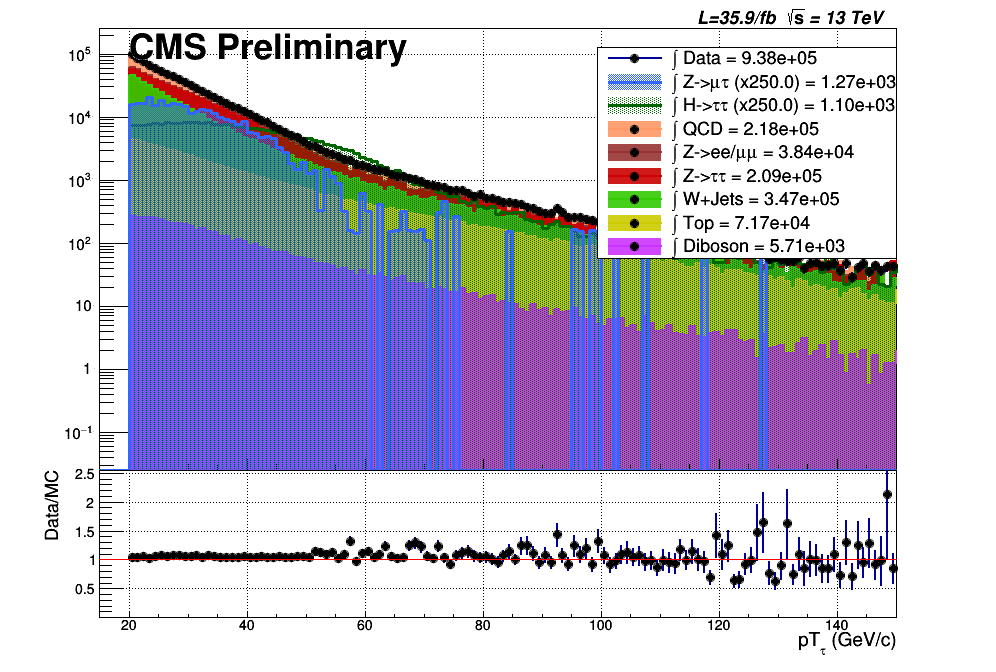 L=35.9/fb √s = 13 TeV
CMS Preliminary
∫ Data = 9.38e+05
∫ Z->μτ (x250.0) = 1.27e+03
∫ H->ττ (x250.0) = 1.10e+03
∫ QCD = 2.18e+05
∫ Z->ee/μμ = 3.84e+04
∫ Z->ττ = 2.09e+05
∫ W+Jets = 3.47e+05
∫ Top = 7.17e+04
∫ Diboson = 5.71e+03
10⁵
10⁴
10³
10²
10
1
10⁻¹
Data/MC
2.5
2
1.5
1
0.5
20 40 60 80 100 120 140
pT_τ (GeV/c)